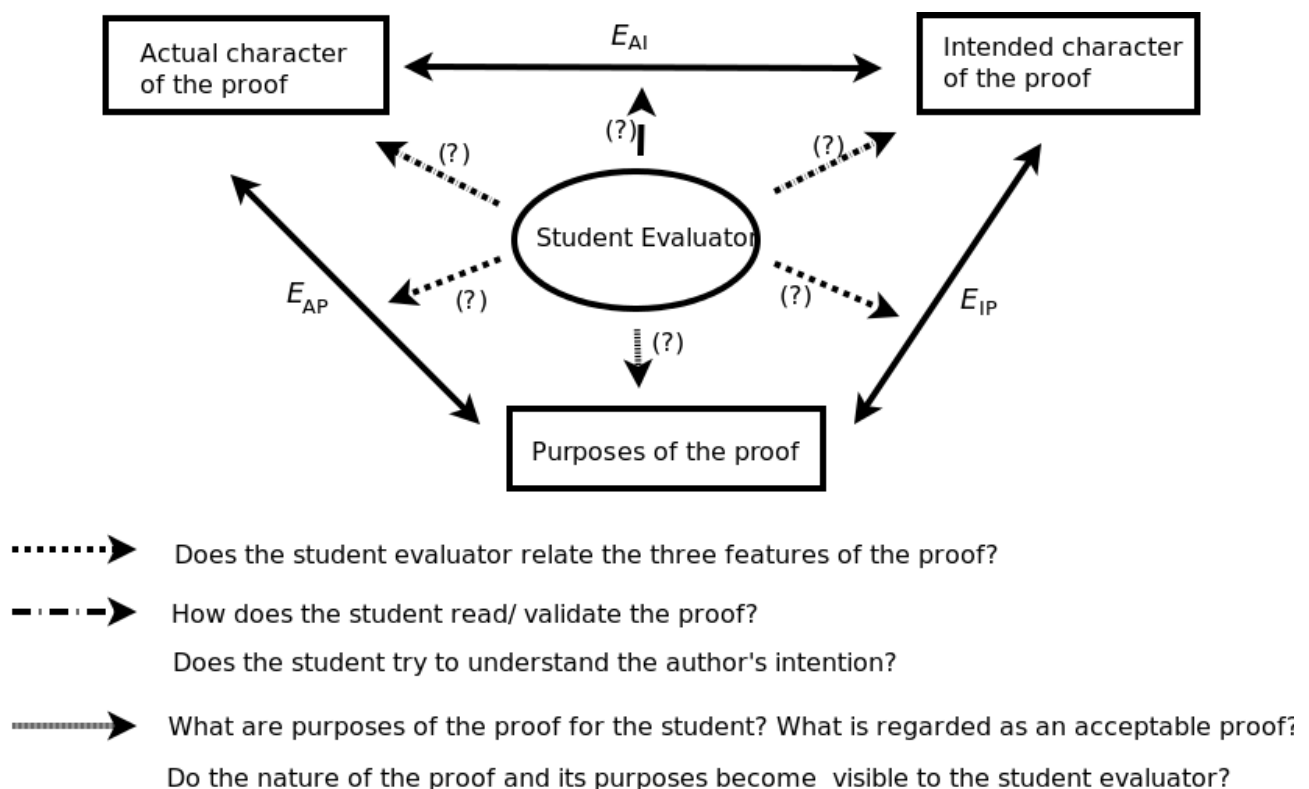 E_AI
Actual character
of the proof
Intended character
of the proof
(?)
(?)
(?)
Student Evaluator
E_AP
(?)
(?)
E_IP
(?)
Purposes of the proof
Does the student evaluator relate the three features of the proof?
How does the student read/ validate the proof?
Does the student try to understand the author's intention?
What are purposes of the proof for the student? What is regarded as an acceptable proof?
Do the nature of the proof and its purposes become  visible to the student evaluator?